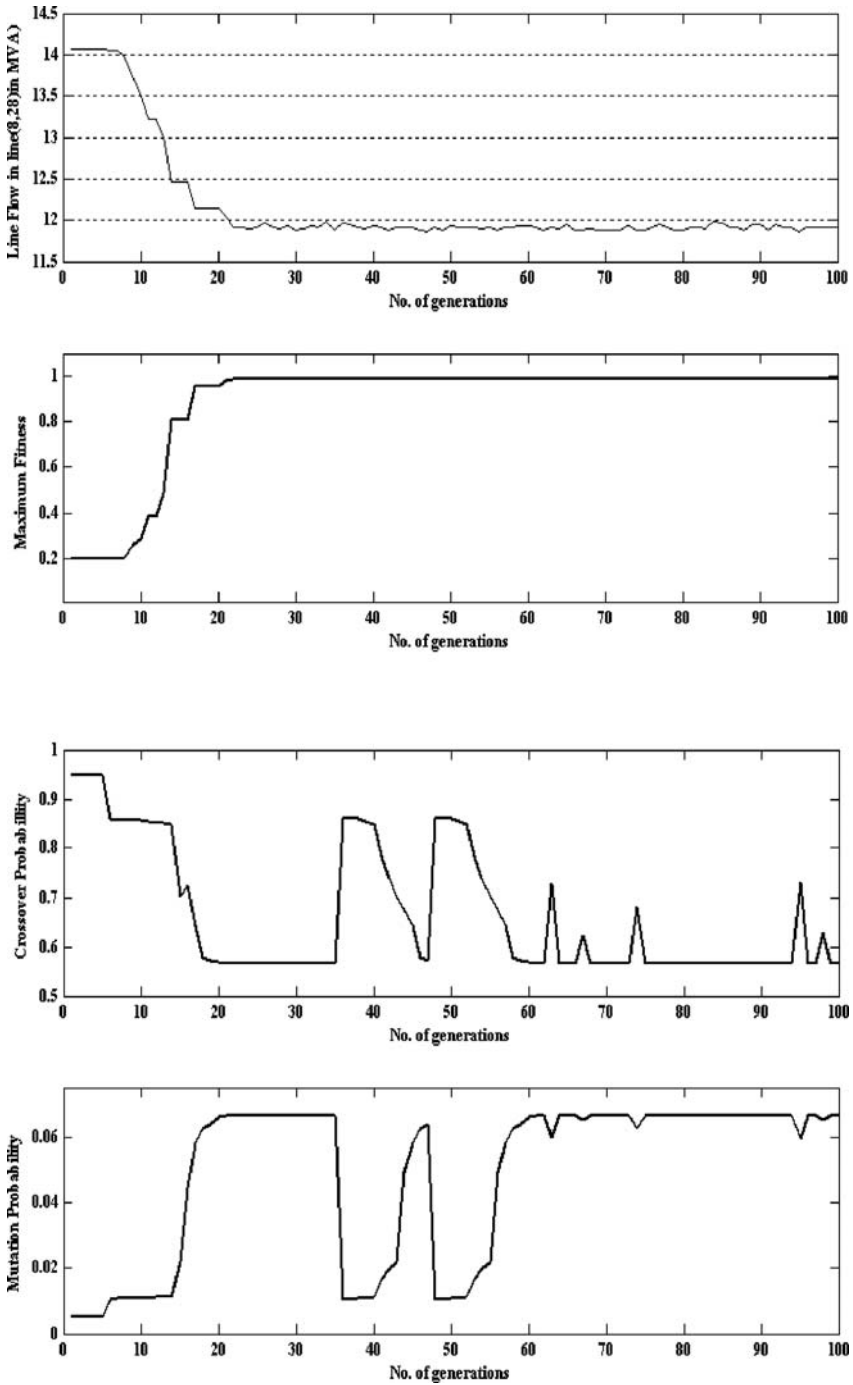 Line Flow in line(8,28)in MVA)
14.5
14
13.5
13
12.5
12
11.5
0 10 20 30 40 50 60 70 80 90 100
No. of generations
Maximum Fitness
1
0.8
0.6
0.4
0.2
0 10 20 30 40 50 60 70 80 90 100
No. of generations
Crossover Probabillity
1
0.9
0.8
0.7
0.6
0.5
0 10 20 30 40 50 60 70 80 90 100
No. of generations
Mutation Probability
0.06
0.04
0.02
0
0 10 20 30 40 50 60 70 80 90 100
No. of generations